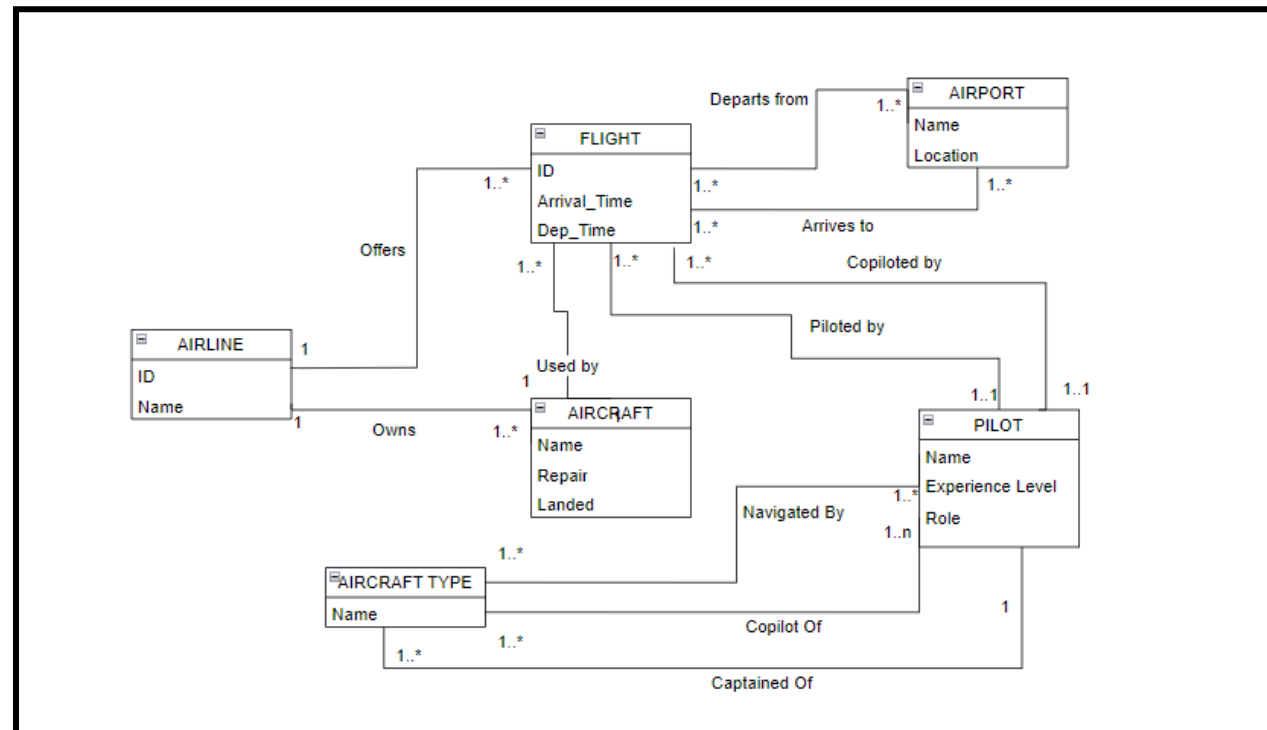 Departs from
1..*
AIRPORT
Name
Location
1..*
FLIGHT
ID
Arrival_Time
Dep_Time
1..*
1..*
1..*
Arrives to
Offers
1..*
1..*
1..*
Copiloted by
Piloted by
AIRLINE
ID
Name
1
1
Owns
1..*
Used by
1
AIRCRAFT
Name
Repair
Landed
1..1
1..1
PILOT
Name
Experience Level
Role
1..*
Navigated By
1..n
1..*
AIRCRAFT TYPE
Name
1..*
Copilot Of
1
1..*
Captained Of